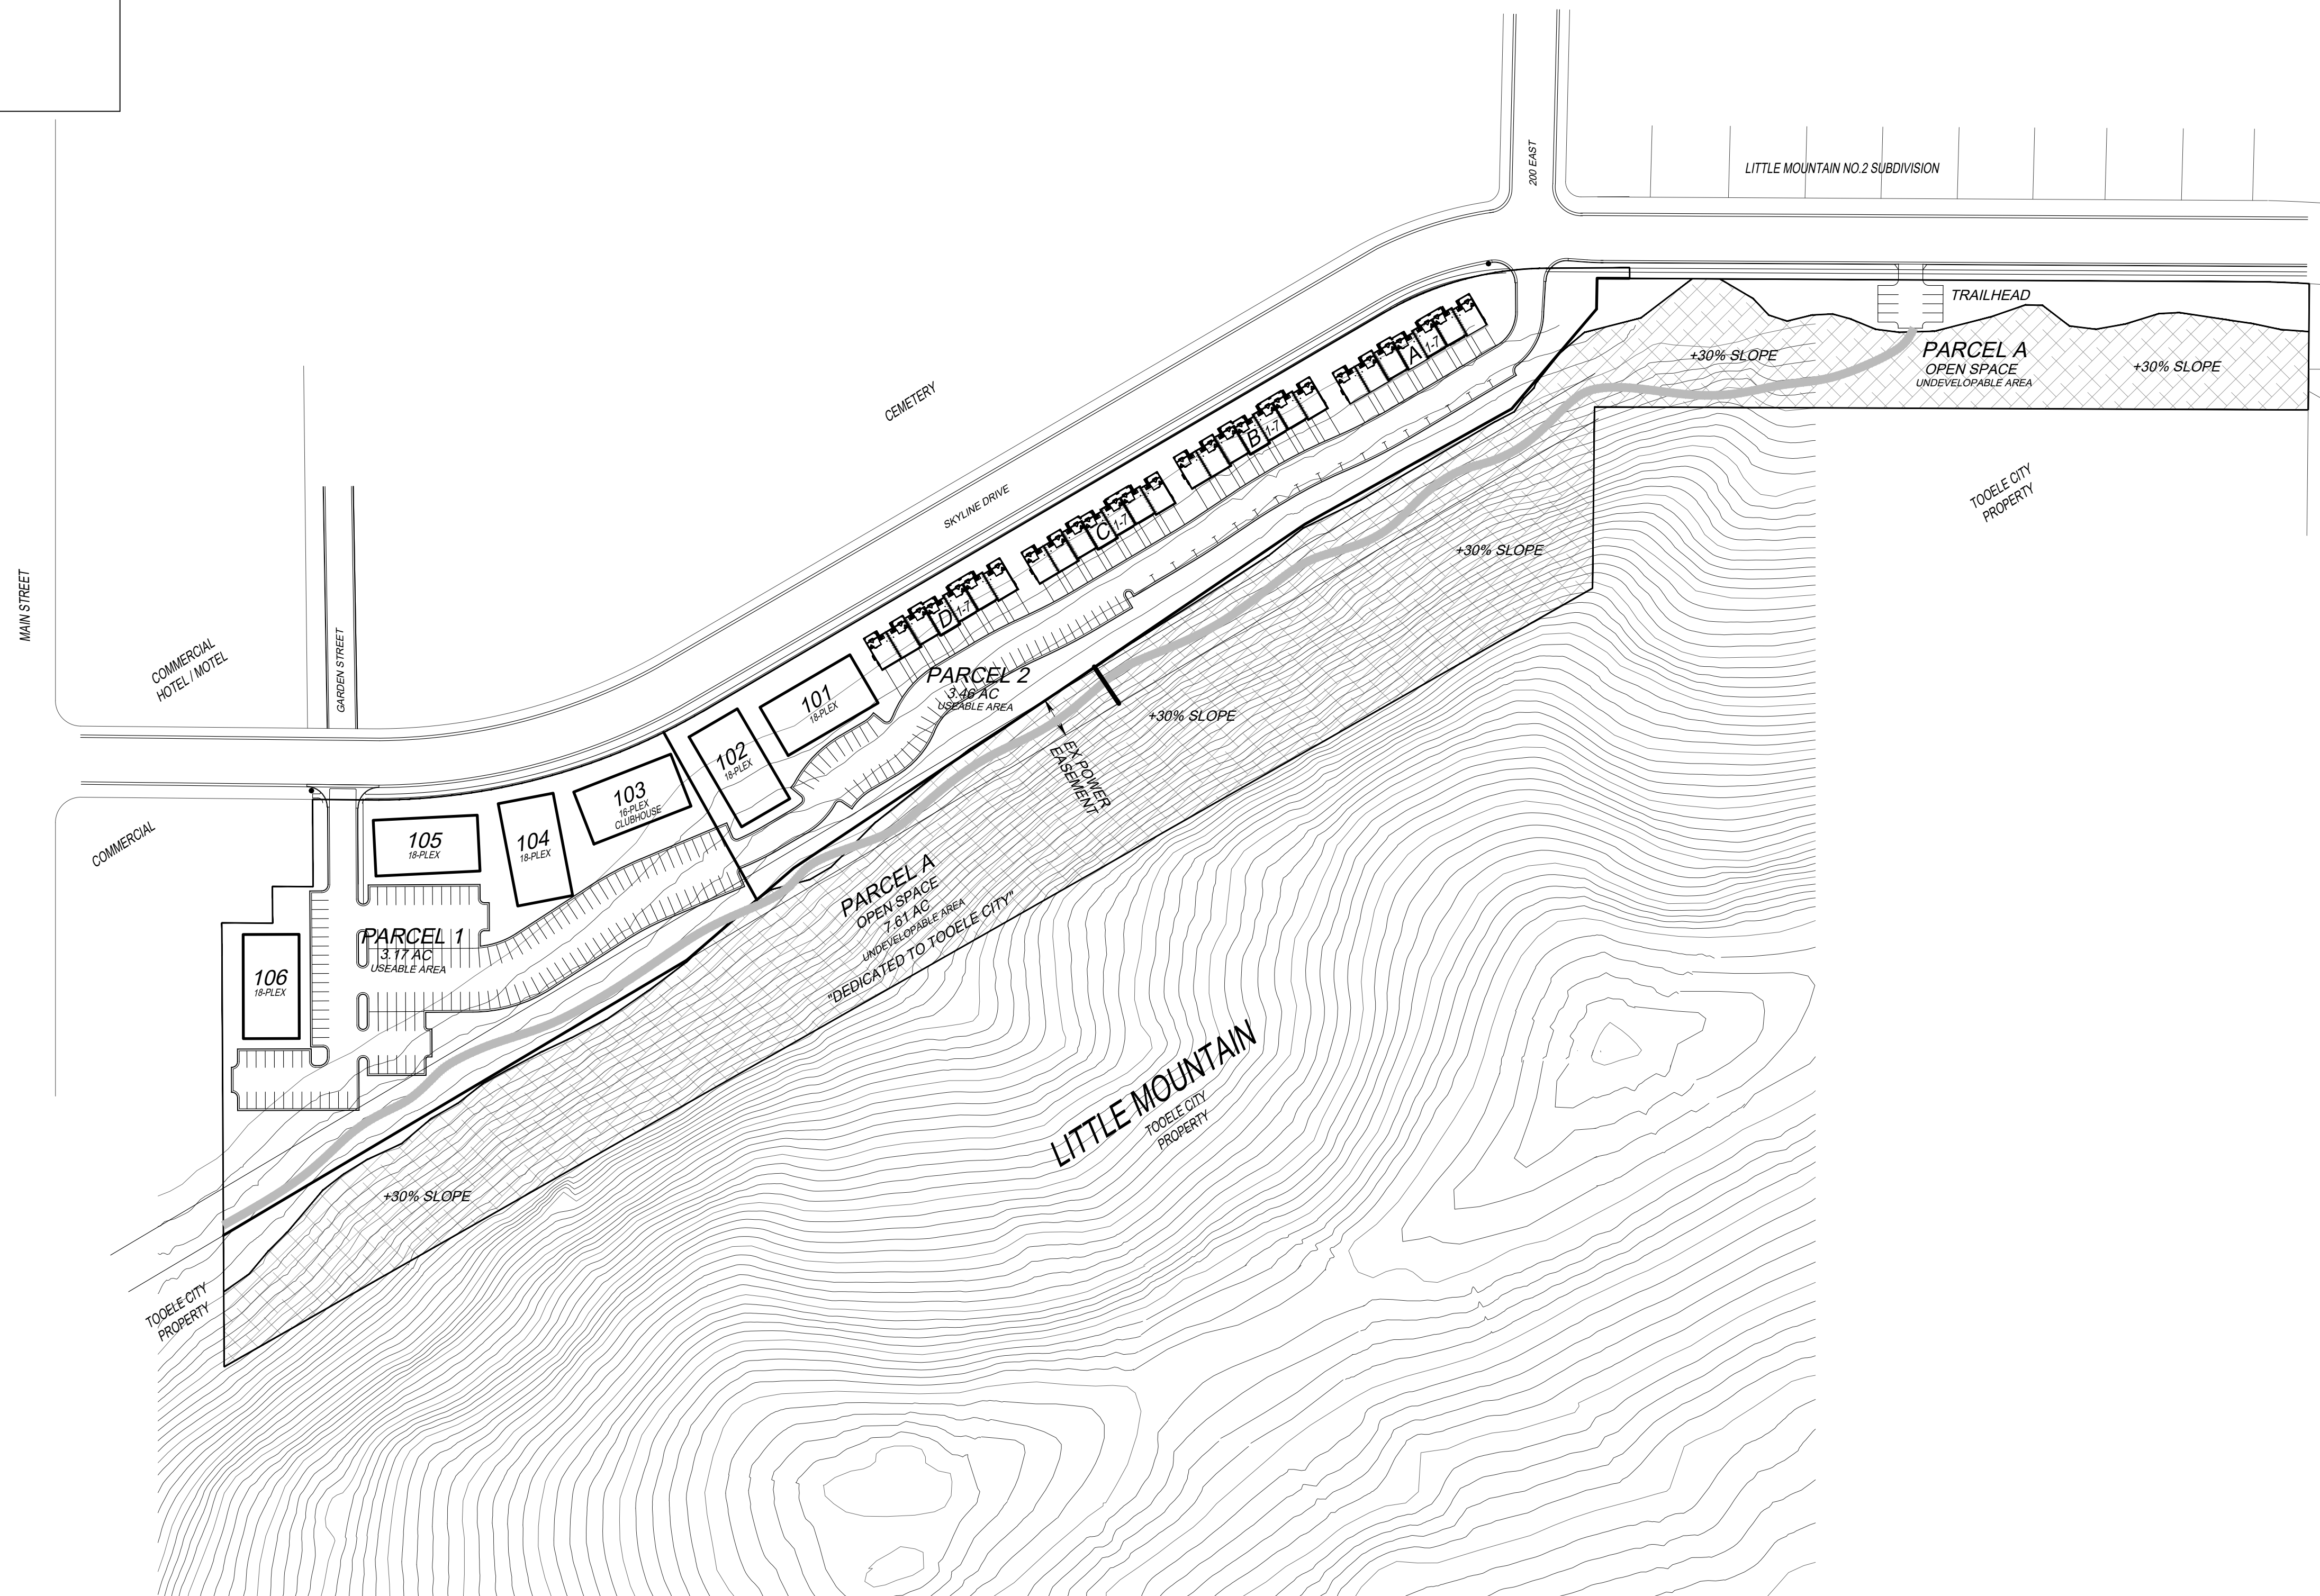 200 EAST
LITTLE MOUNTAIN NO.2 SUBDIVISION
TRAILHEAD
PARCEL A
OPEN SPACE
UNDEVELOPABLE AREA
+30% SLOPE
+30% SLOPE
TOOELE CITY
PROPERTY
CEMETERY
SKYLINE DRIVE
A
1-7
B
1-7
C
1-7
D
1-7
+30% SLOPE
MAIN STREET
COMMERCIAL
HOTEL / MOTEL
GARDEN STREET
PARCEL 2
3.46 AC
USEABLE AREA
101
18-PLEX
102
18-PLEX
103
16-PLEX
CLUBHOUSE
104
18-PLEX
105
18-PLEX
+30% SLOPE
EX POWER
EASEMENT
COMMERCIAL
PARCEL A
OPEN SPACE
7.61 AC
UNDEVELOPABLE AREA
"DEDICATED TO TOOELE CITY"
PARCEL 1
3.17 AC
USEABLE AREA
106
18-PLEX
LITTLE MOUNTAIN
TOOELE CITY
PROPERTY
+30% SLOPE
TOOELE CITY
PROPERTY